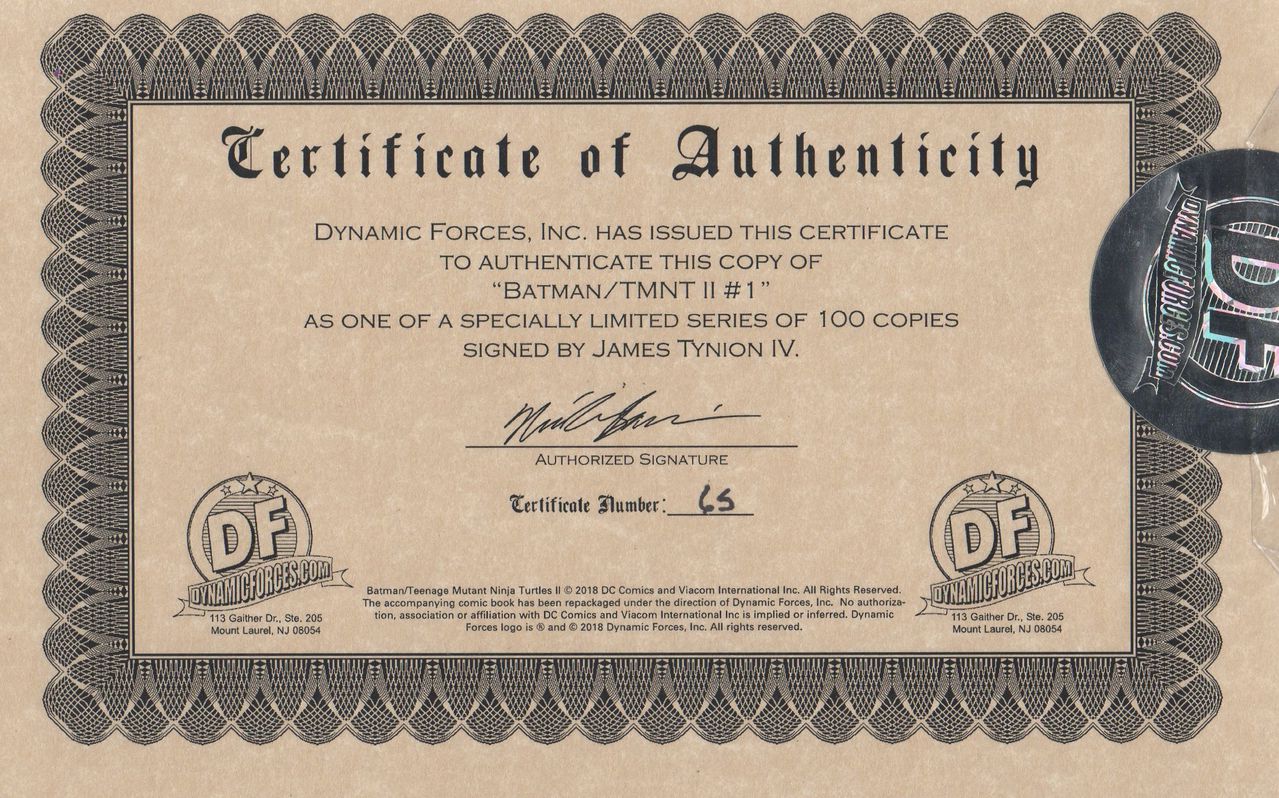 Certificate of Authenticity
DYNAMIC FORCES, INC. HAS ISSUED THIS CERTIFICATE
TO AUTHENTICATE THIS COPY OF
“BATMAN/TMNT II #1”
AS ONE OF A SPECIALLY LIMITED SERIES OF 100 COPIES
SIGNED BY JAMES TYNION IV.
AUTHORIZED SIGNATURE
Certificate Number: 65
DF
DYNAMICFORCES.COM
113 Gaither Dr., Ste. 205
Mount Laurel, NJ 08054
Batman/Teenage Mutant Ninja Turtles II © 2018 DC Comics and Viacom International Inc. All Rights Reserved.
The accompanying comic book has been repackaged under the direction of Dynamic Forces, Inc. No authoriza-
tion, association or affiliation with DC Comics and Viacom International Inc is implied or inferred. Dynamic
Forces logo is ® and © 2018 Dynamic Forces, Inc. All rights reserved.
DF
DYNAMICFORCES.COM
113 Gaither Dr., Ste. 205
Mount Laurel, NJ 08054
DF
DYNAMICFORCES.COM